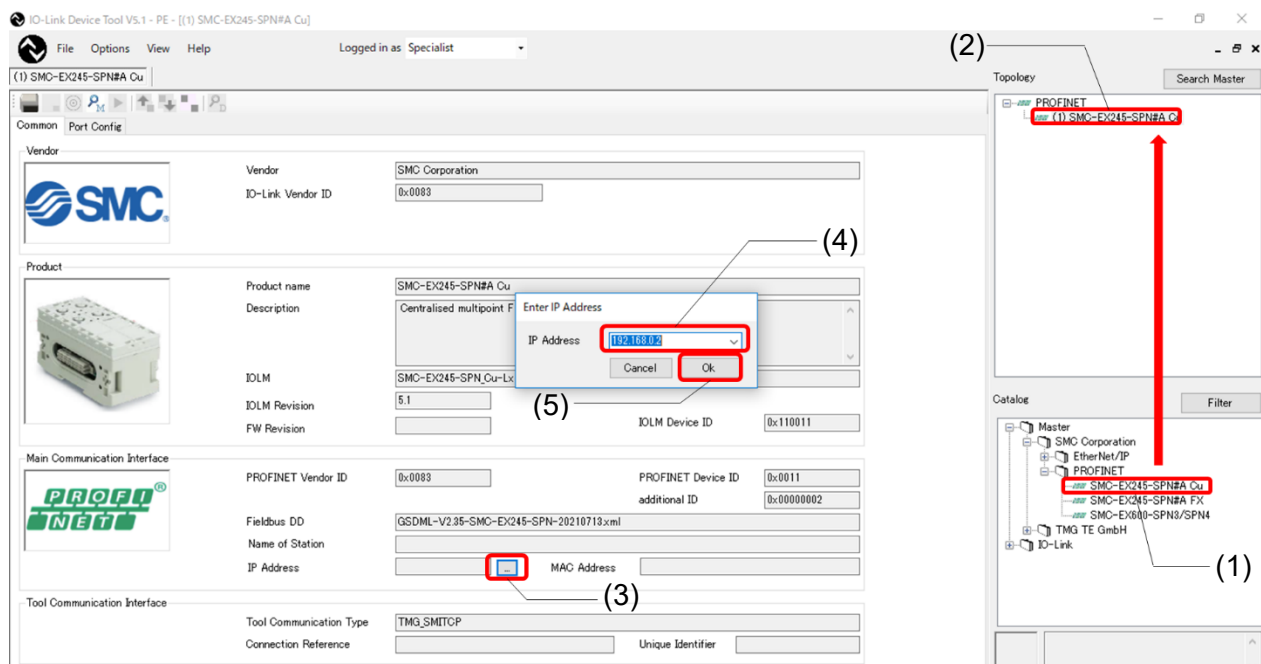 IO-Link Device Tool V5.1 - PE - [(1) SMC-EX245-SPN#A Cu]
File Options View Help Logged in as Specialist
(1) SMC-EX245-SPN#A Cu
Common Port Config
Vendor
SMC
Vendor SMC Corporation
IO-Link Vendor ID 0x0083
Product
Product name SMC-EX245-SPN#A Cu
Description Centralised multipoint F
IOLM SMC-EX245-SPN_Cu-Lx
IOLM Revision 5.1
FW Revision IOLM Device ID 0x110011
Main Communication Interface
PROFI
NET
PROFINET Vendor ID 0x0083 PROFINET Device ID 0x0011
additional ID 0x00000002
Fieldbus DD GSDML-V2.35-SMC-EX245-SPN-20210713.xml
Name of Station
IP Address ... MAC Address
Tool Communication Interface
Tool Communication Type TMG_SMITCP
Connection Reference Unique Identifier
Enter IP Address
IP Address 192.168.0.2
Cancel Ok
(4)
(5)
(3)
(2)
Topology Search Master
PROFINET
(1) SMC-EX245-SPN#A C
Catalog Filter
Master
SMC Corporation
EtherNet/IP
PROFINET
SMC-EX245-SPN#A Cu
SMC-EX245-SPN#A FX
SMC-EX600-SPN3/SPN4
TMG TE GmbH
IO-Link
(1)